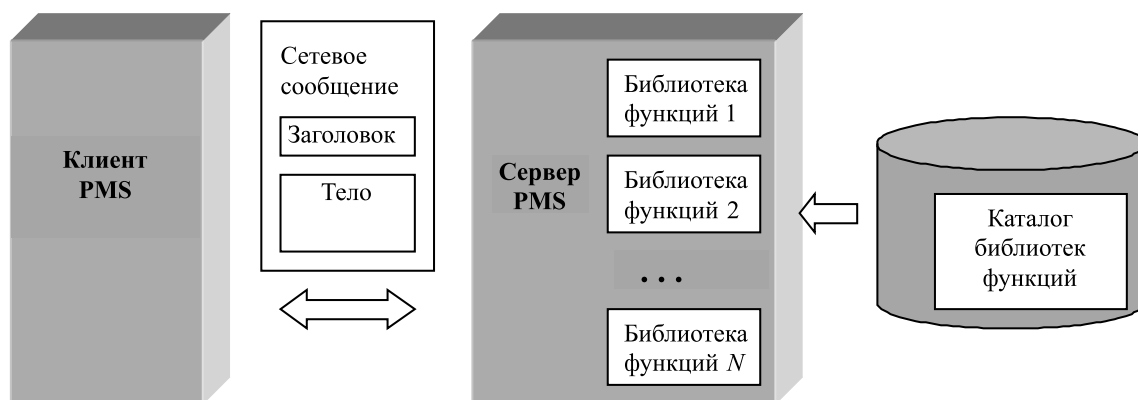 Клиент
PMS
Сетевое
сообщение
Заголовок
Тело
Сервер
PMS
Библиотека
функций 1
Библиотека
функций 2
...
Библиотека
функций N
Каталог
библиотек
функций